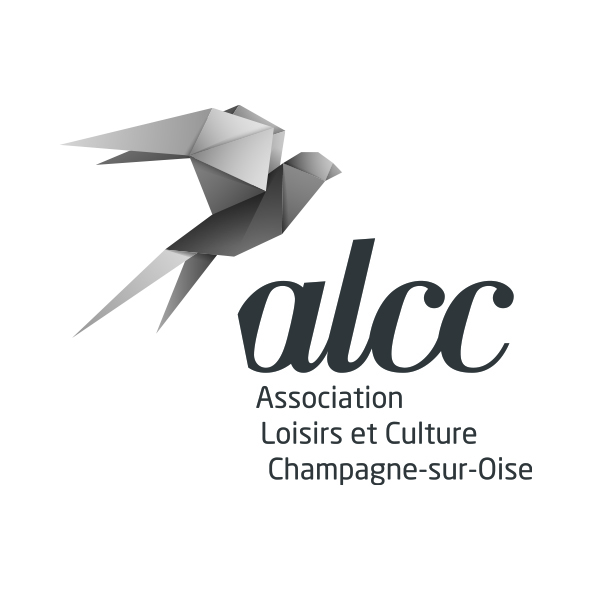 alcc
Association
Loisirs et Culture
Champagne-sur-Oise